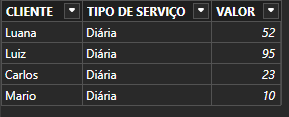 CLIENTE TIPO DE SERVIÇO VALOR
Luana Diária 52
Luiz Diária 95
Carlos Diária 23
Mario Diária 10